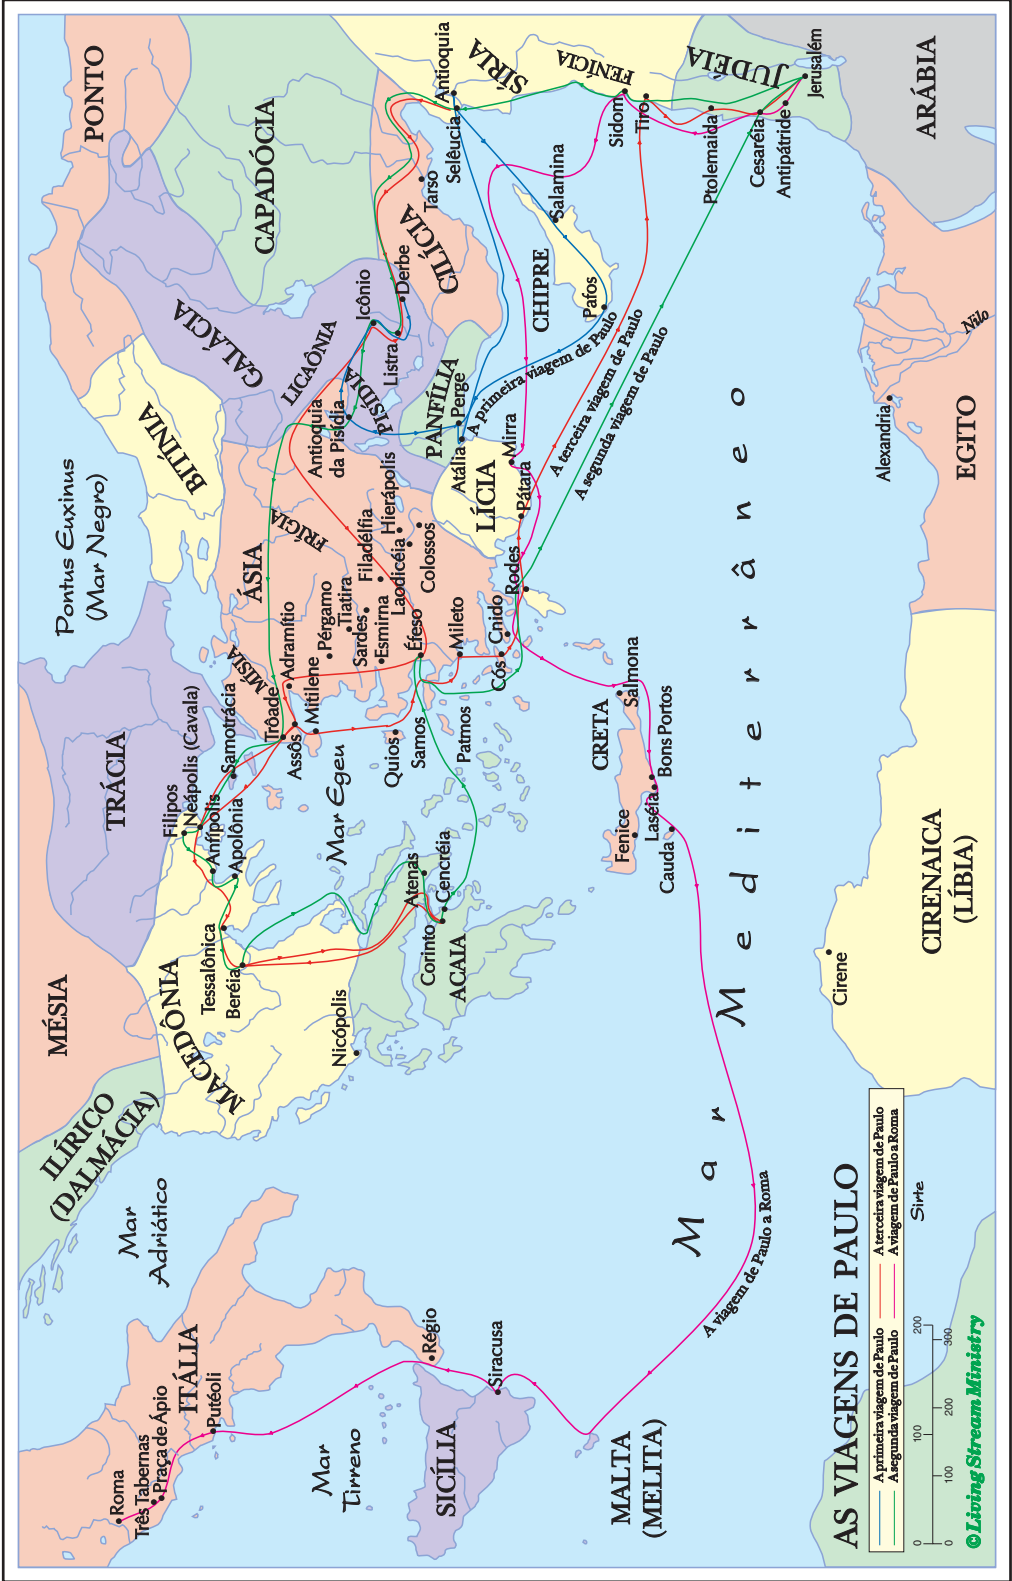 PONTO
CAPADÓCIA
GALÁCIA
BITÍNIA
Pontus Euxinus
(Mar Negro)
TRÁCIA
MÉSIA
ILÍRICO
(DALMÁCIA)
MACEDÔNIA
Mar
Adriático
ITÁLIA
Roma
Três Tabernas
Praça de Ápio
Putéoli
Mar
Tirreno
SICÍLIA
Régio
Siracusa
MALTA
(MELITA)
Filipos
Neápolis (Cavala)
Anfípolis
Apolônia
Samotrácia
Tessalônica
Beréia
Nicópolis
Mar Egeu
Atenas
Cencréia
Corinto
ACAIA
ÁSIA
MÍSIA
FRÍGIA
Trôade
Assôs
Adramítio
Mitilene
Pérgamo
Tiatira
Sardes
Esmirna
Filadélfia
Laodicéia
Hierápolis
Colossos
Éfeso
Mileto
Quios
Samos
Patmos
Cós
Cnido
Rodes
LICAÔNIA
PISÍDIA
Antioquia
da Pisídia
Icônio
Listra
Derbe
PANFÍLIA
Perge
Atália
LÍCIA
Mirra
Pátara
CILÍCIA
Tarso
Antioquia
Selêucia
SÍRIA
FENÍCIA
JUDÉIA
Jerusalém
Sidom
Tiro
Ptolemaida
Cesaréia
Antipátride
ARÁBIA
CHIPRE
Salamina
Pafos
A primeira viagem de Paulo
A terceira viagem de Paulo
A segunda viagem de Paulo
CRETA
Salmona
Bons Portos
Laséia
Fenice
Cauda
Mar Mediterrâneo
A viagem de Paulo a Roma
Alexandria
Nilo
EGITO
CIRENAICA
(LÍBIA)
Cirene
Sirte
AS VIAGENS DE PAULO
A primeira viagem de Paulo
A segunda viagem de Paulo
A terceira viagem de Paulo
A viagem de Paulo a Roma
0 100 200
0 100 200 300
©Living Stream Ministry